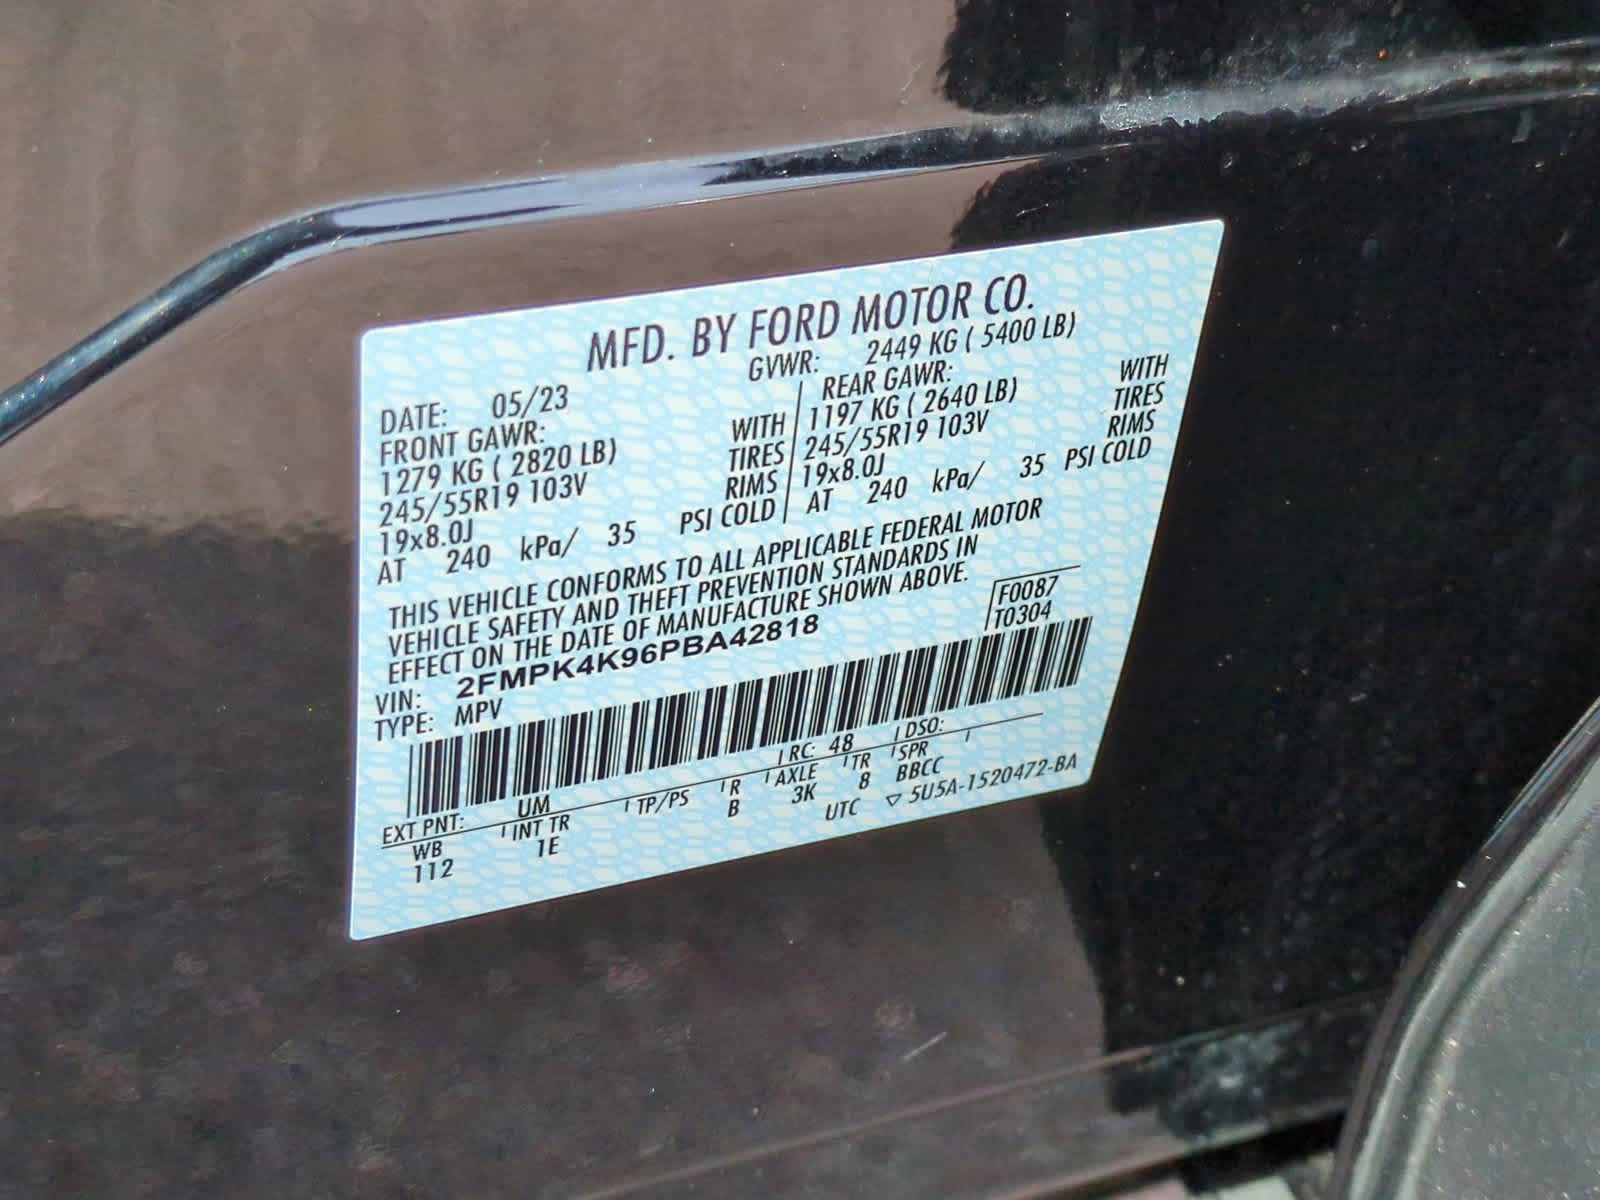 MFD. BY FORD MOTOR CO.
DATE: 05/23 GVWR: 2449 KG ( 5400 LB)
FRONT GAWR: REAR GAWR:
1279 KG ( 2820 LB) WITH 1197 KG ( 2640 LB) WITH
245/55R19 103V TIRES 245/55R19 103V TIRES
19x8.0J RIMS 19x8.0J RIMS
AT 240 kPa/ 35 PSI COLD AT 240 kPa/ 35 PSI COLD
THIS VEHICLE CONFORMS TO ALL APPLICABLE FEDERAL MOTOR
VEHICLE SAFETY AND THEFT PREVENTION STANDARDS IN
EFFECT ON THE DATE OF MANUFACTURE SHOWN ABOVE.
F0087
VIN: 2FMPK4K96PBA42818 T0304
TYPE: MPV
EXT PNT: UM RC: 48 DSO:
WB INT TR TP/PS R AXLE TR SPR
112 1E B 3K 8 BBCC
UTC ▽ 5U5A-1520472-BA